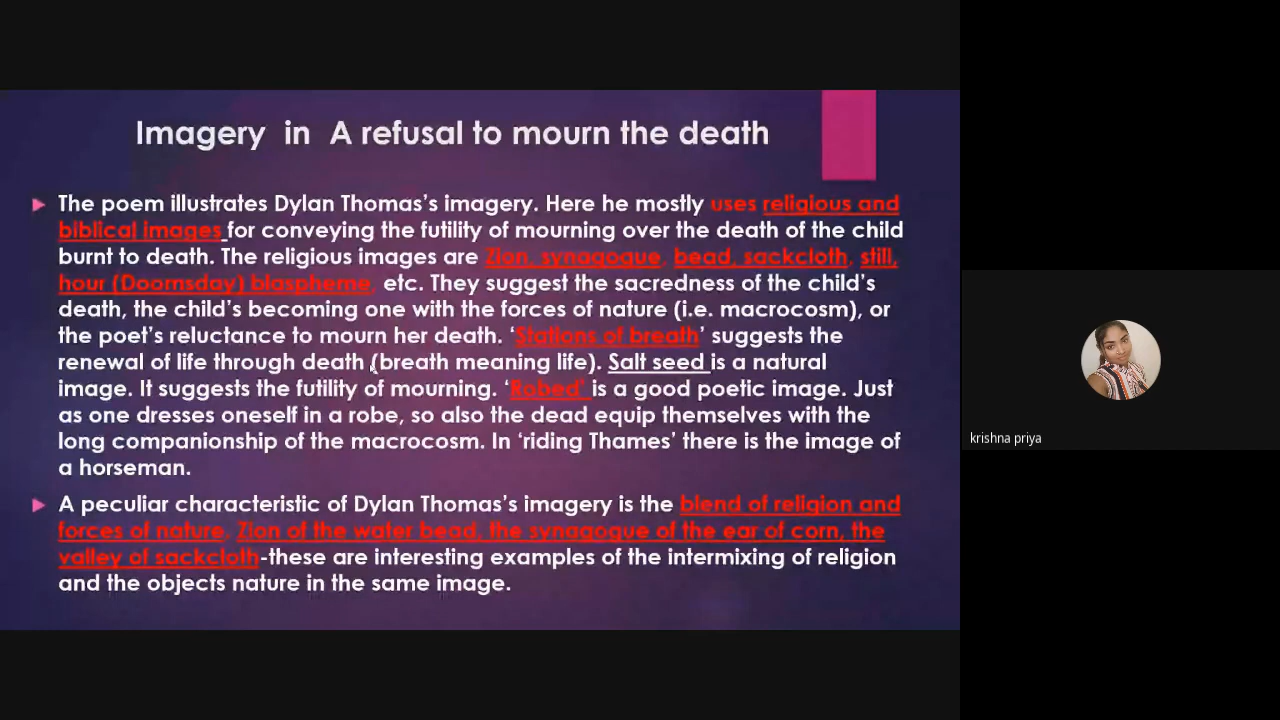 Imagery in A refusal to mourn the death
The poem illustrates Dylan Thomas's imagery. Here he mostly uses religious and
biblical images for conveying the futility of mourning over the death of the child
burnt to death. The religious images are Zion, synagogue, bead, sackcloth, still,
hour (Doomsday) blaspheme, etc. They suggest the sacredness of the child's
death, the child's becoming one with the forces of nature (i.e. macrocosm), or
the poet's reluctance to mourn her death. 'Stations of breath' suggests the
renewal of life through death (breath meaning life). Salt seed is a natural
image. It suggests the futility of mourning. 'Robed' is a good poetic image. Just
as one dresses oneself in a robe, so also the dead equip themselves with the
long companionship of the macrocosm. In 'riding Thames' there is the image of
a horseman.
A peculiar characteristic of Dylan Thomas's imagery is the blend of religion and
forces of nature. Zion of the water bead, the synagogue of the ear of corn, the
valley of sackcloth-these are interesting examples of the intermixing of religion
and the objects nature in the same image.
krishna priya